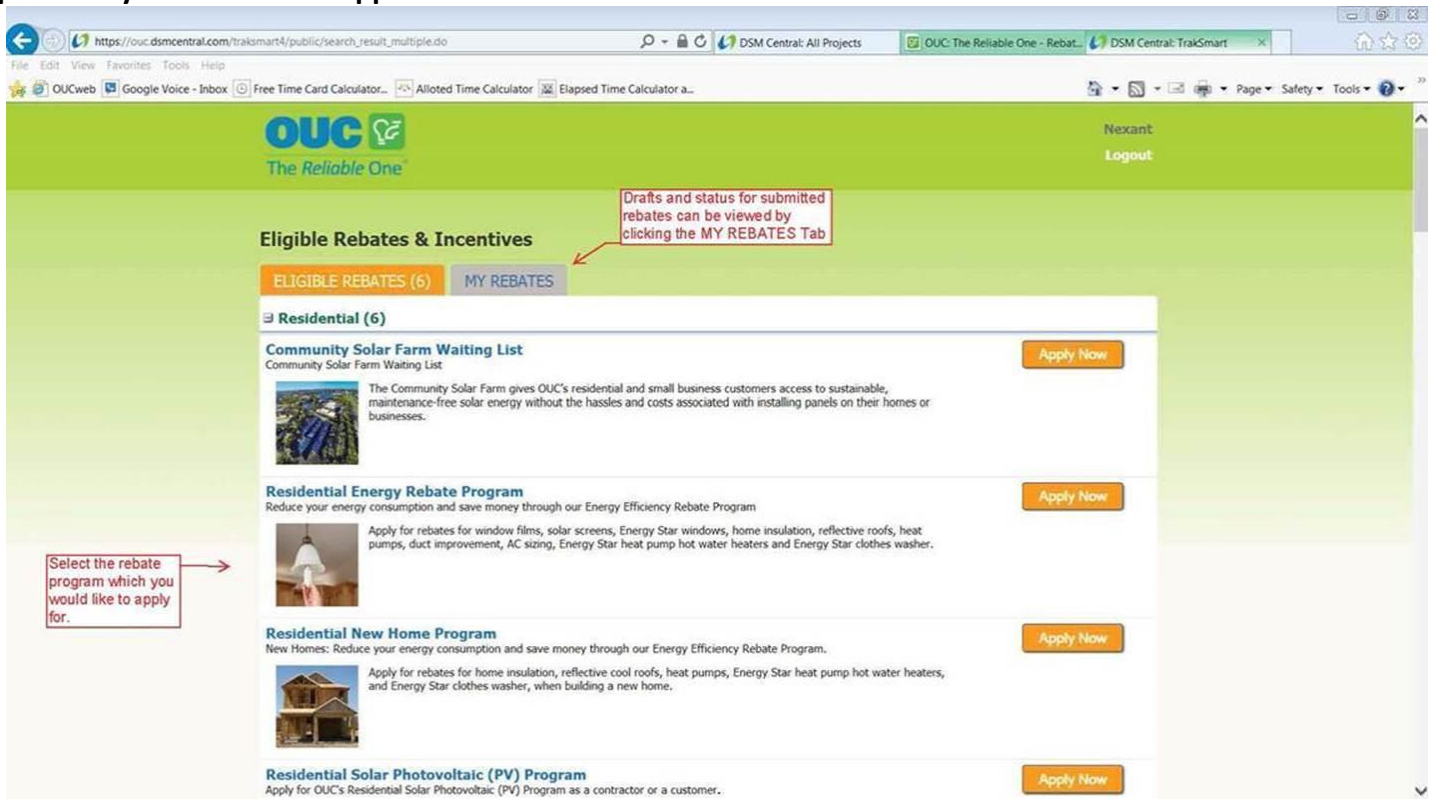 https://ouc.dsmcentral.com/traksmart4/public/search_result_multiple.do
DSM Central: All Projects
OUC: The Reliable One - Rebat...
DSM Central: TrakSmart
File Edit View Favorites Tools Help
OUCweb Google Voice - Inbox Free Time Card Calculator... Alloted Time Calculator Elapsed Time Calculator a...
Page Safety Tools
OUC
The Reliable One
Nexant
Logout
Drafts and status for submitted
rebates can be viewed by
clicking the MY REBATES Tab
Eligible Rebates & Incentives
ELIGIBLE REBATES (6) MY REBATES
Residential (6)
Community Solar Farm Waiting List
Community Solar Farm Waiting List
Apply Now
The Community Solar Farm gives OUC's residential and small business customers access to sustainable,
maintenance-free solar energy without the hassles and costs associated with installing panels on their homes or
businesses.
Residential Energy Rebate Program
Reduce your energy consumption and save money through our Energy Efficiency Rebate Program
Apply Now
Apply for rebates for window films, solar screens, Energy Star windows, home insulation, reflective roofs, heat
pumps, duct improvement, AC sizing, Energy Star heat pump hot water heaters and Energy Star clothes washer.
Select the rebate
program which you
would like to apply
for.
Residential New Home Program
New Homes: Reduce your energy consumption and save money through our Energy Efficiency Rebate Program.
Apply Now
Apply for rebates for home insulation, reflective cool roofs, heat pumps, Energy Star heat pump hot water heaters,
and Energy Star clothes washer, when building a new home.
Residential Solar Photovoltaic (PV) Program
Apply for OUC's Residential Solar Photovoltaic (PV) Program as a contractor or a customer.
Apply Now